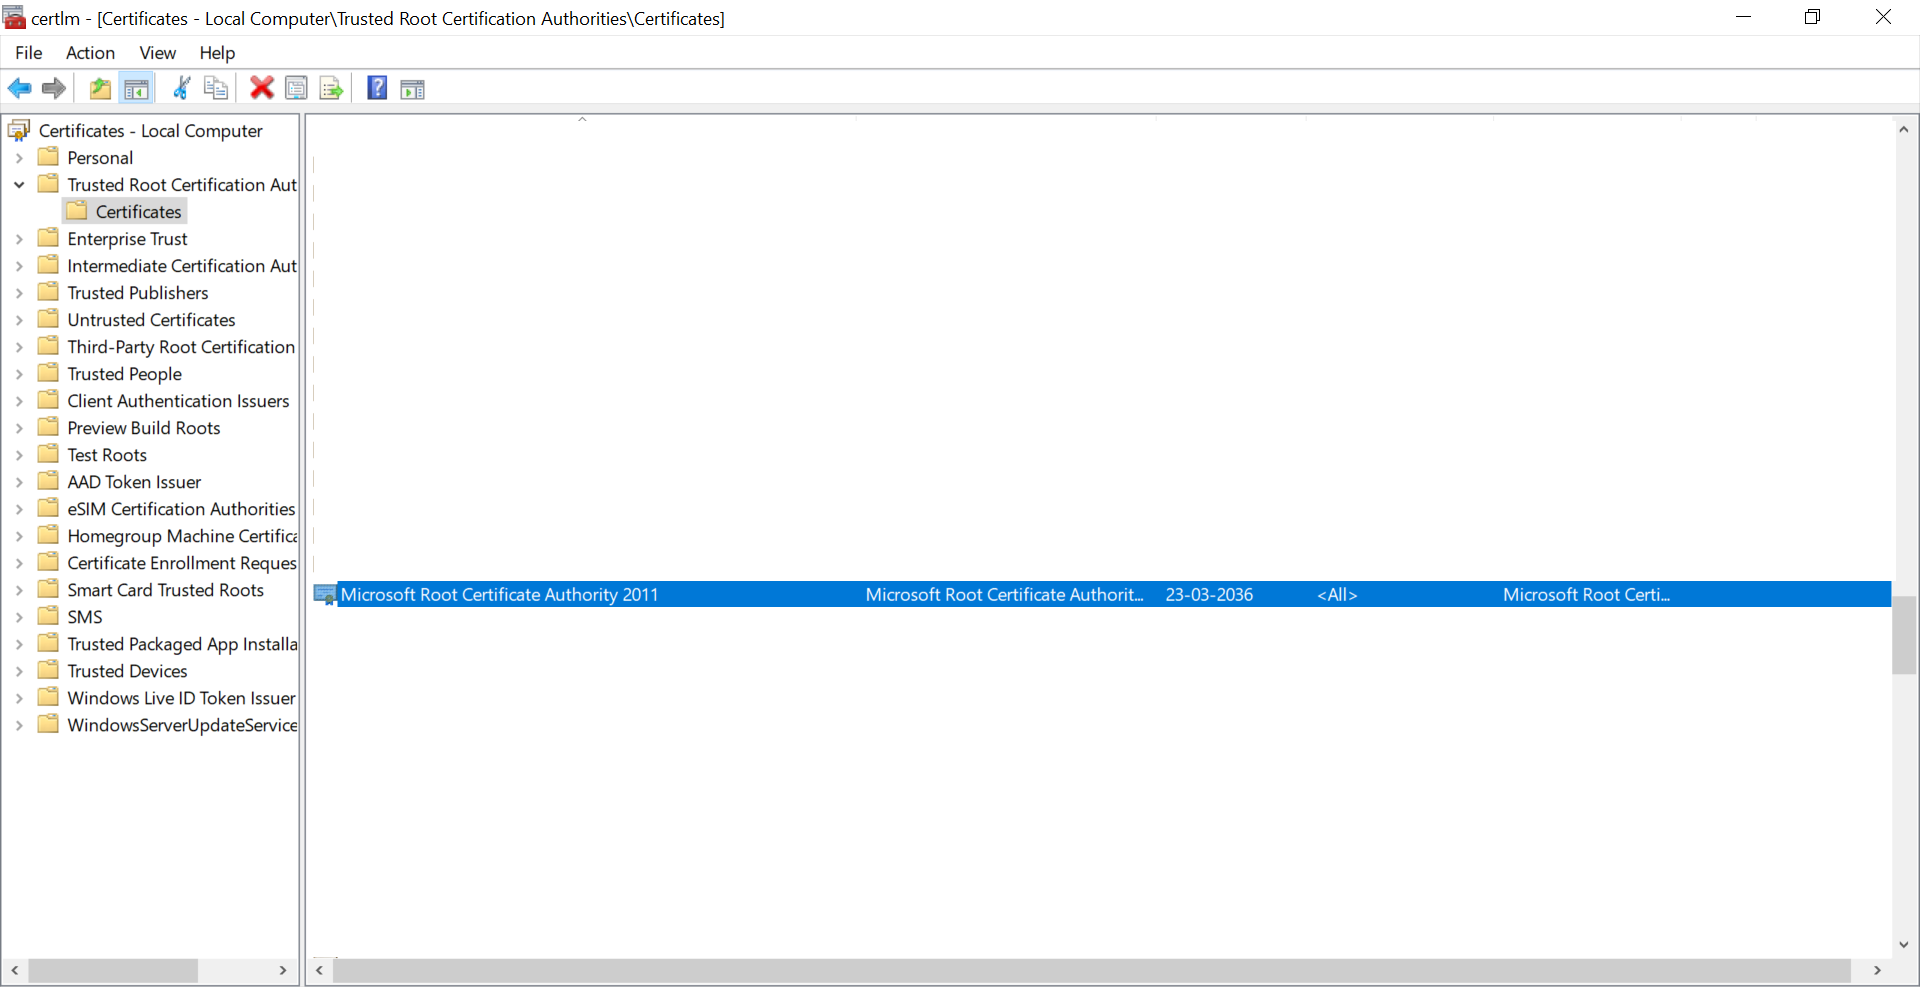 certlm - [Certificates - Local Computer\Trusted Root Certification Authorities\Certificates]
File Action View Help
Certificates - Local Computer
Personal
Trusted Root Certification Aut
Certificates
Enterprise Trust
Intermediate Certification Aut
Trusted Publishers
Untrusted Certificates
Third-Party Root Certification
Trusted People
Client Authentication Issuers
Preview Build Roots
Test Roots
AAD Token Issuer
eSIM Certification Authorities
Homegroup Machine Certifica
Certificate Enrollment Reques
Smart Card Trusted Roots
SMS
Trusted Packaged App Installa
Trusted Devices
Windows Live ID Token Issuer
WindowsServerUpdateService
Microsoft Root Certificate Authority 2011 Microsoft Root Certificate Authorit... 23-03-2036 <All> Microsoft Root Certi...